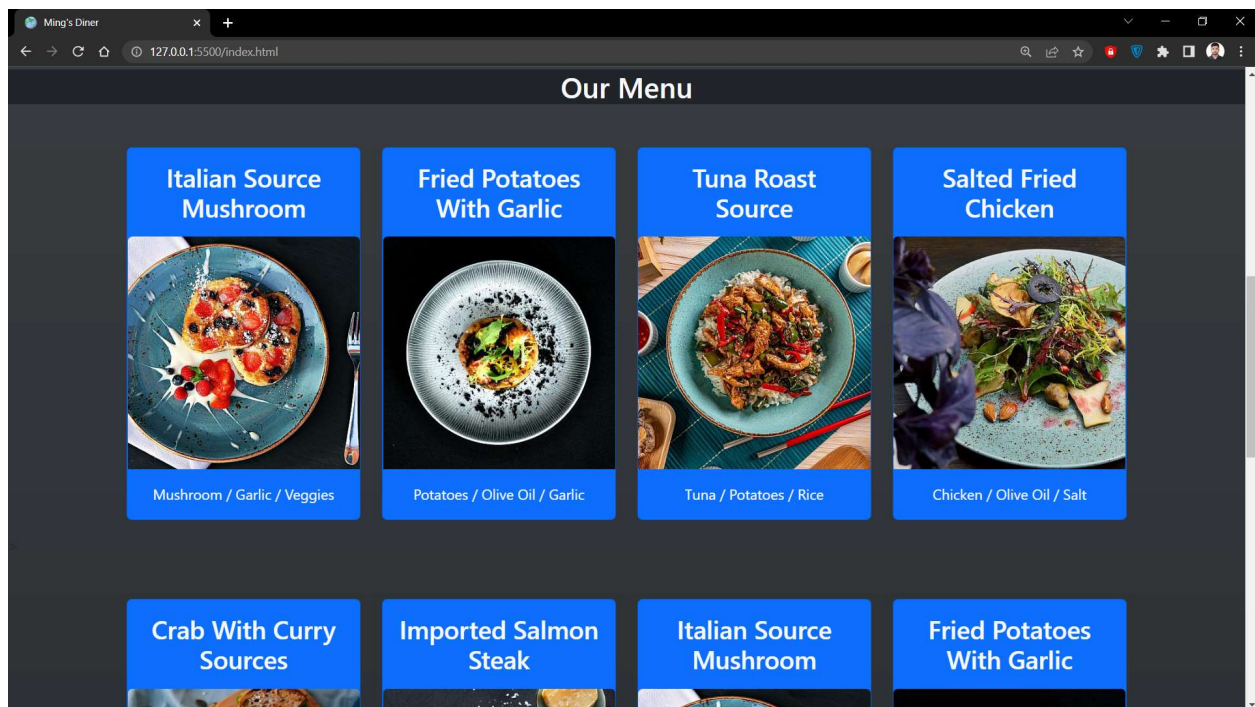 Ming's Diner
127.0.0.1:5500/index.html
Our Menu
Italian Source
Mushroom
Mushroom / Garlic / Veggies
Fried Potatoes
With Garlic
Potatoes / Olive Oil / Garlic
Tuna Roast
Source
Tuna / Potatoes / Rice
Salted Fried
Chicken
Chicken / Olive Oil / Salt
Crab With Curry
Sources
Imported Salmon
Steak
Italian Source
Mushroom
Fried Potatoes
With Garlic